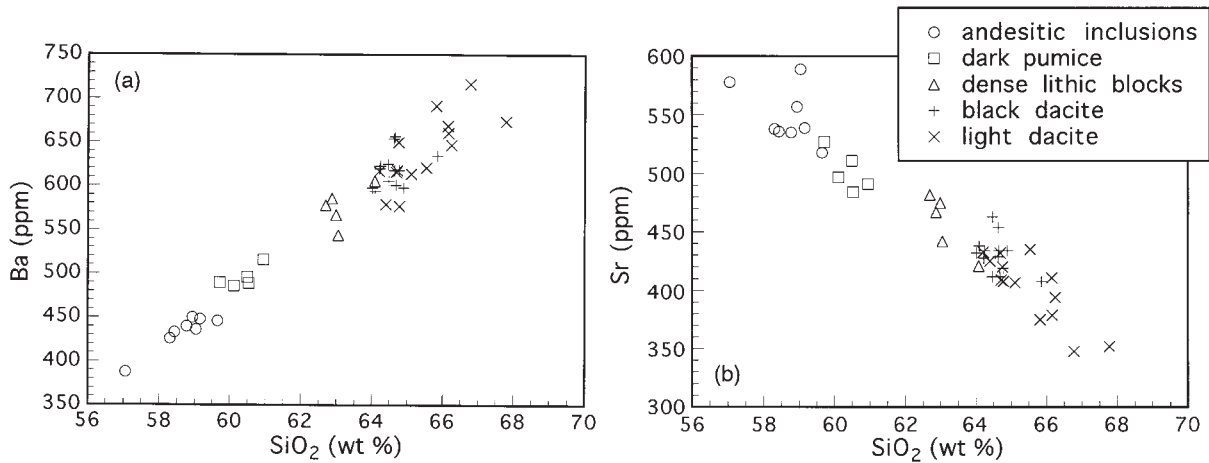 750
700
650
600
550
500
450
400
350
Ba (ppm)
(a)
56 58 60 62 64 66 68 70
SiO₂ (wt %)
600
550
500
450
400
350
300
Sr (ppm)
(b)
56 58 60 62 64 66 68 70
SiO₂ (wt %)
andesitic inclusions
dark pumice
dense lithic blocks
black dacite
light dacite